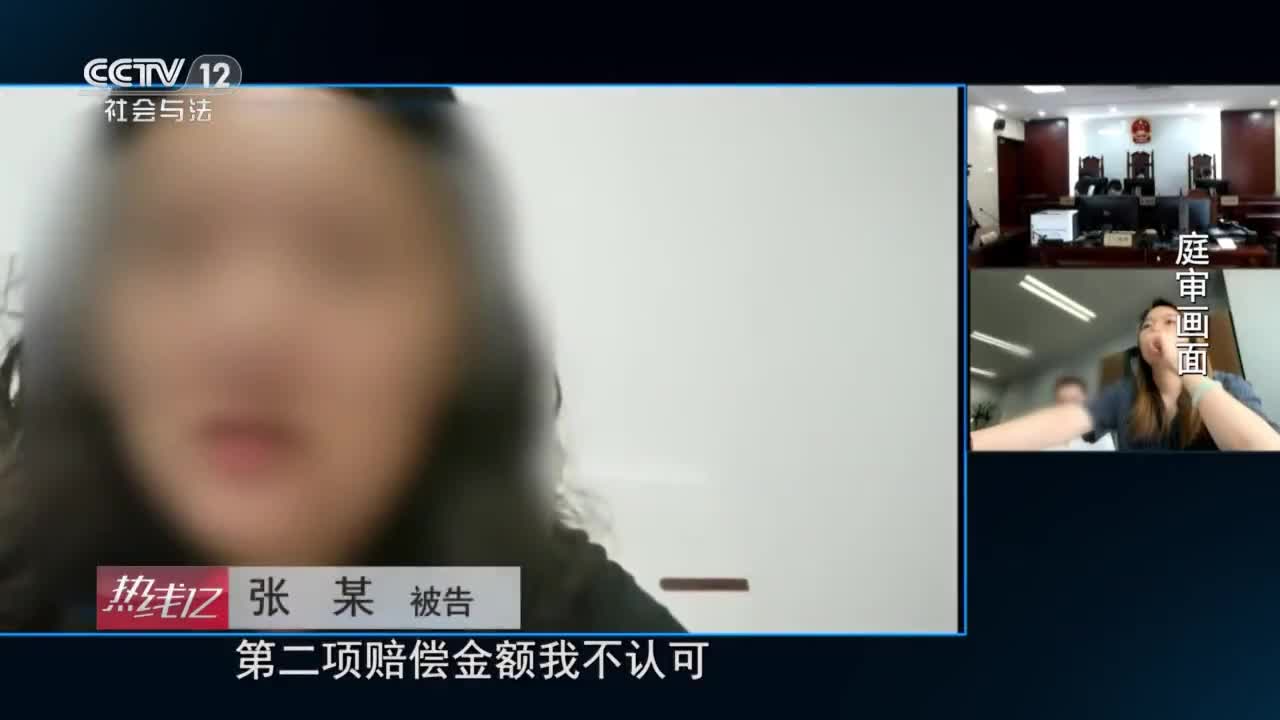 CCTV 12
社会与法
庭审画面
热线12
张 某 被告
第二项赔偿金额我不认可